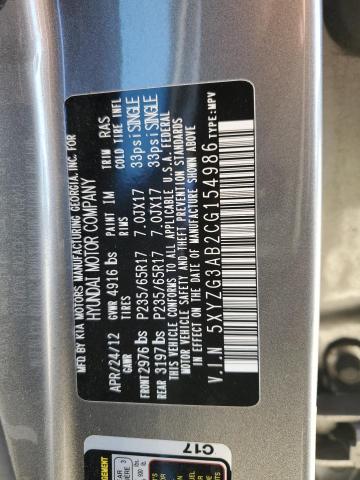 MFD BY KIA MOTORS MANUFACTURING GEORGIA, INC. FOR
HYUNDAI MOTOR COMPANY
APR/24/12 GVWR 4916 lbs PAINT IM TRIM RAS
GAWR TIRES RIMS COLD TIRE INFL
FRONT 2976 lbs P235/65R17 7.0JX17 33psi SINGLE
REAR 3197 lbs P235/65R17 7.0JX17 33psi SINGLE
THIS VEHICLE CONFORMS TO ALL APPLICABLE U.S.A. FEDERAL
MOTOR VEHICLE SAFETY AND THEFT PREVENTION STANDARDS
IN EFFECT ON THE DATE OF MANUFACTURE SHOWN ABOVE.
V.I.N 5XYZG3AB2CG154986 TYPE:MPV
C17